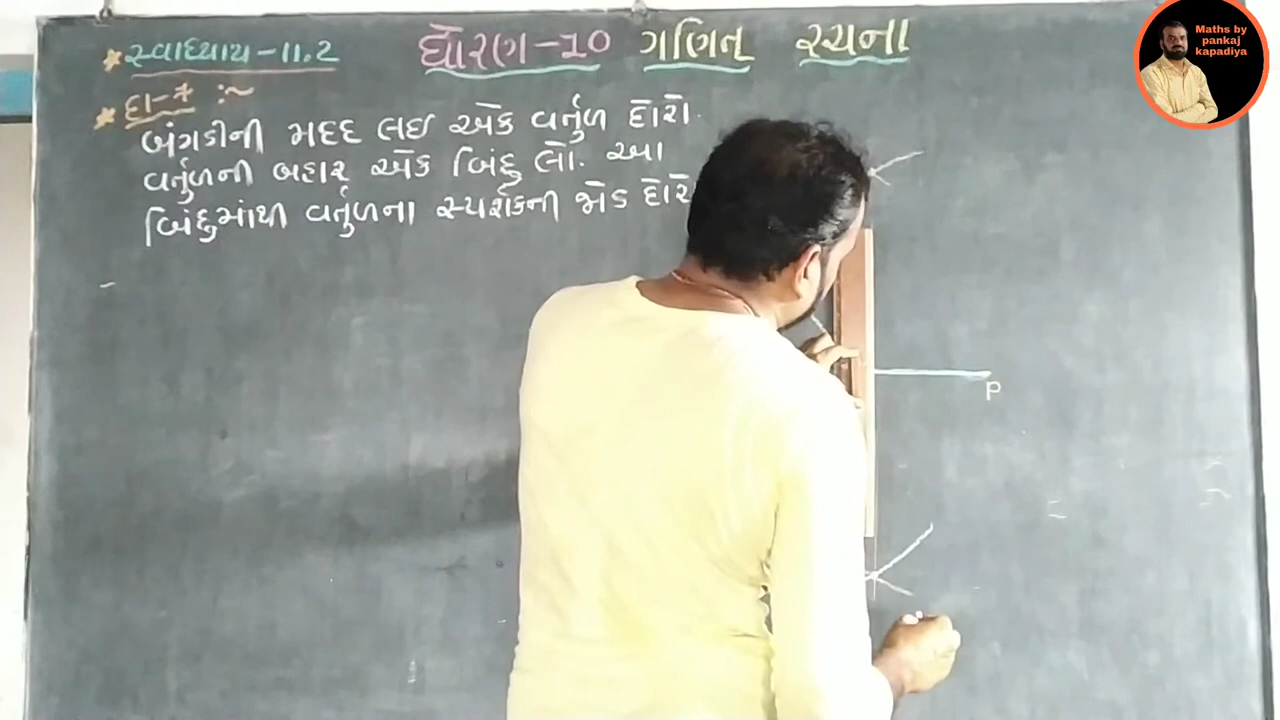 સ્વાધ્યાય-11.2 ધોરણ-10 ગણિત રચના
દા-7 :~
બંગડીની મદદ લઈ એક વર્તુળ દોરો.
વર્તુળની બહાર એક બિંદુ લો. આ
બિંદુમાંથી વર્તુળના સ્પર્શકની જોડ દોરો
P
Maths by
pankaj
kapadiya